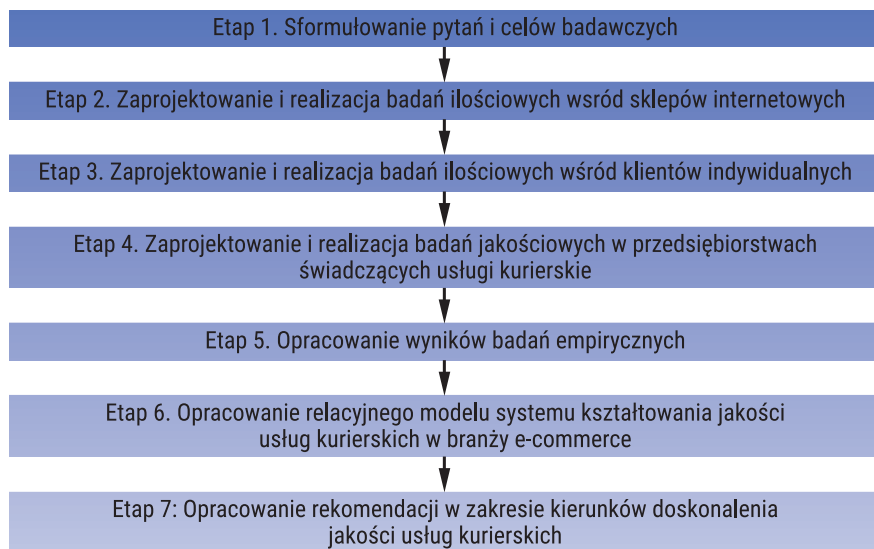 Etap 1. Sformułowanie pytań i celów badawczych
Etap 2. Zaprojektowanie i realizacja badań ilościowych wsród sklepów internetowych
Etap 3. Zaprojektowanie i realizacja badań ilościowych wśród klientów indywidualnych
Etap 4. Zaprojektowanie i realizacja badań jakościowych w przedsiębiorstwach
świadczących usługi kurierskie
Etap 5. Opracowanie wyników badań empirycznych
Etap 6. Opracowanie relacyjnego modelu systemu kształtowania jakości
usług kurierskich w branży e-commerce
Etap 7: Opracowanie rekomendacji w zakresie kierunków doskonalenia
jakości usług kurierskich